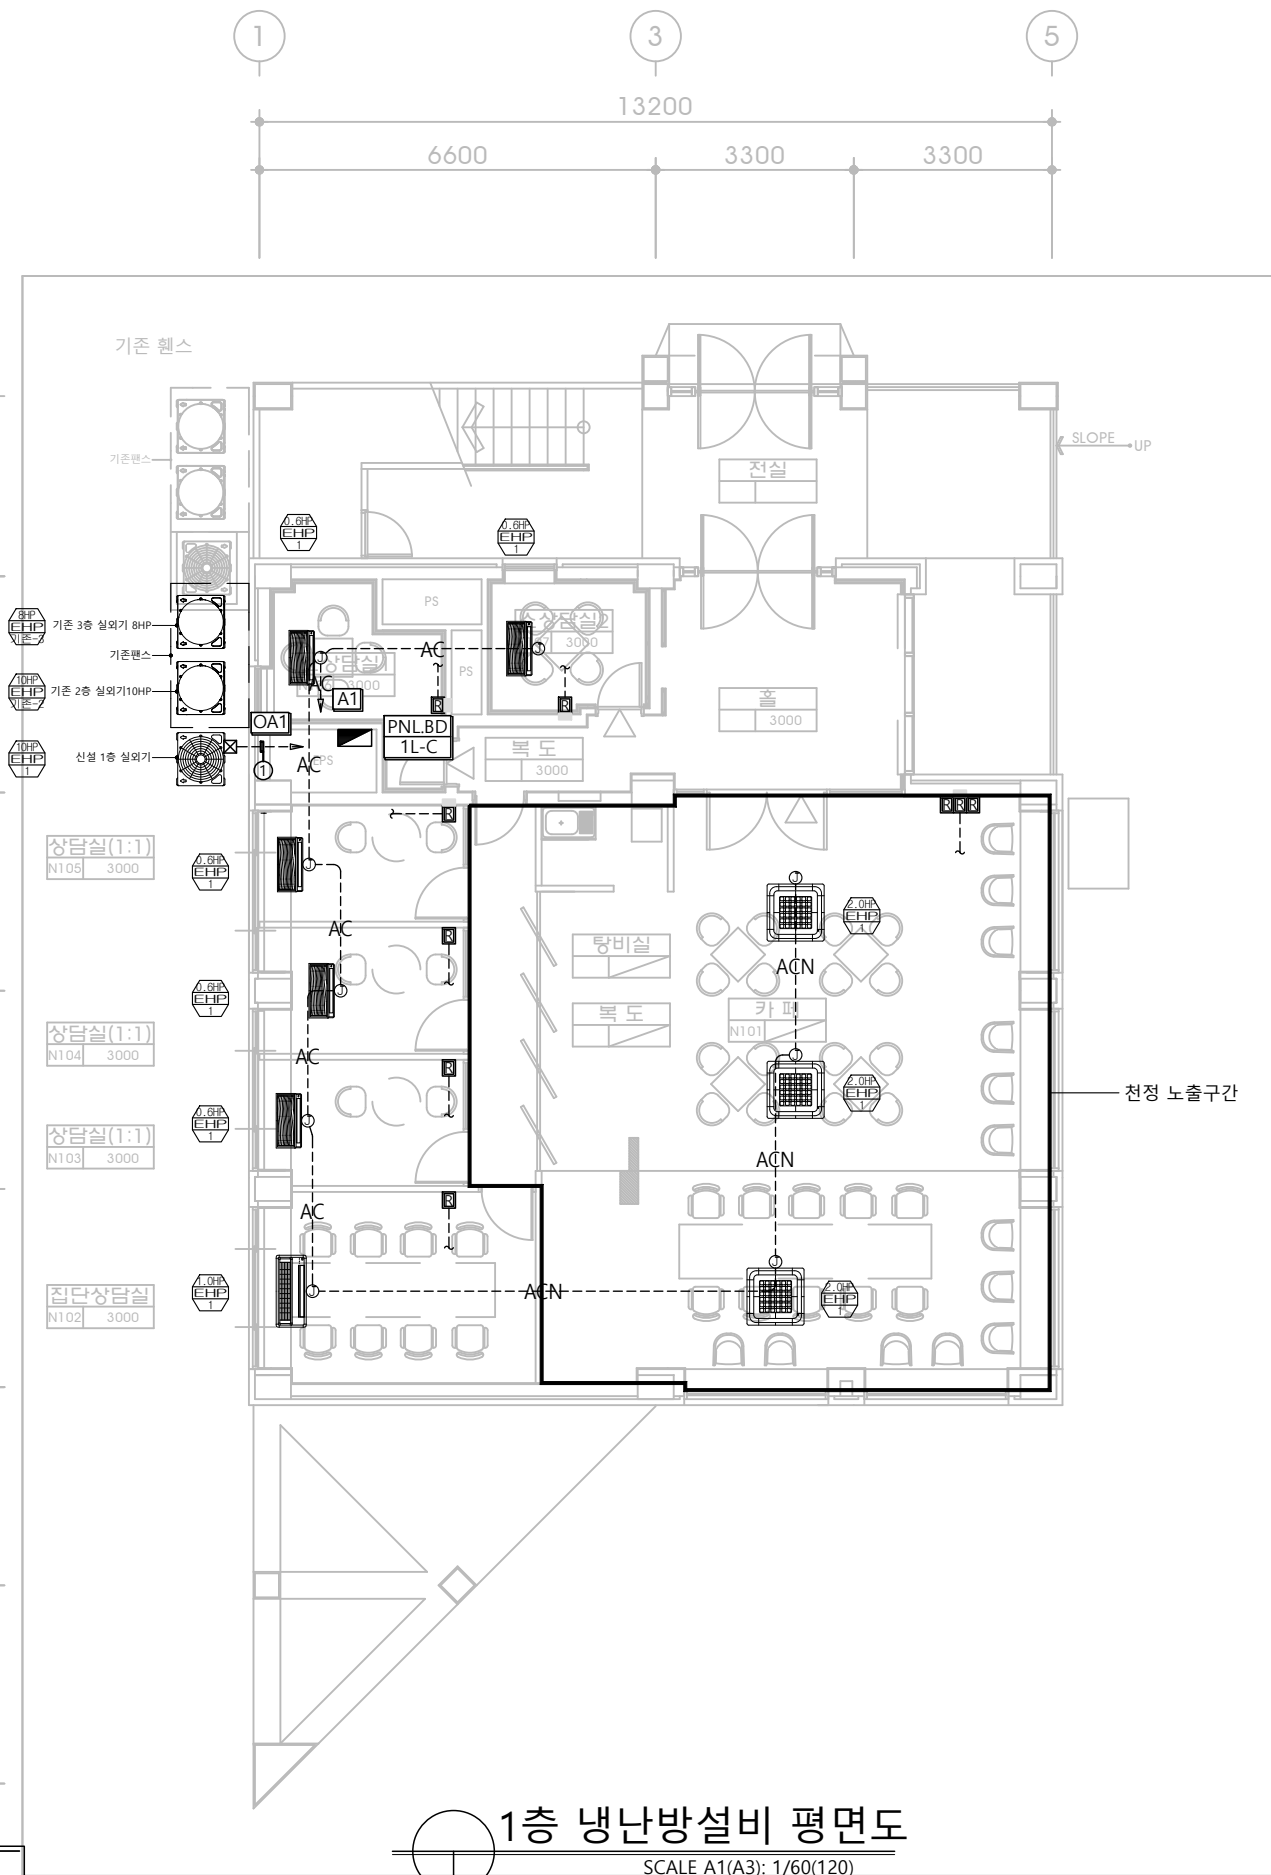 1
3
5
13200
6600
3300
3300
기존 휀스
SLOPE
UP
전실
기존팬스
0.6HP
EHP
1
0.6HP
EHP
1
PS
PS
상담실1
3000
상담실2
3000
AC
AC
8HP
EHP
기존 3층 실외기 8HP
기존팬스
10HP
EHP
기존 2층 실외기10HP
A1
R
R
OA1
PNL.BD
1L-C
홀
3000
복 도
3000
10HP
EHP
1
신설 1층 실외기
1
AC
EPS
R
R R R
상담실(1:1)
N105 3000
0.6HP
EHP
1
J
2.0HP
EHP
1
AC
R
탕비실
ACN
상담실(1:1)
N104 3000
0.6HP
EHP
1
J
복 도
카 페
N101
AC
R
J
2.0HP
EHP
1
천정 노출구간
상담실(1:1)
N103 3000
0.6HP
EHP
1
J
ACN
AC
R
집단상담실
N102 3000
1.0HP
EHP
1
J
ACN
J
2.0HP
EHP
1
1층 냉난방설비 평면도
SCALE A1(A3): 1/60(120)